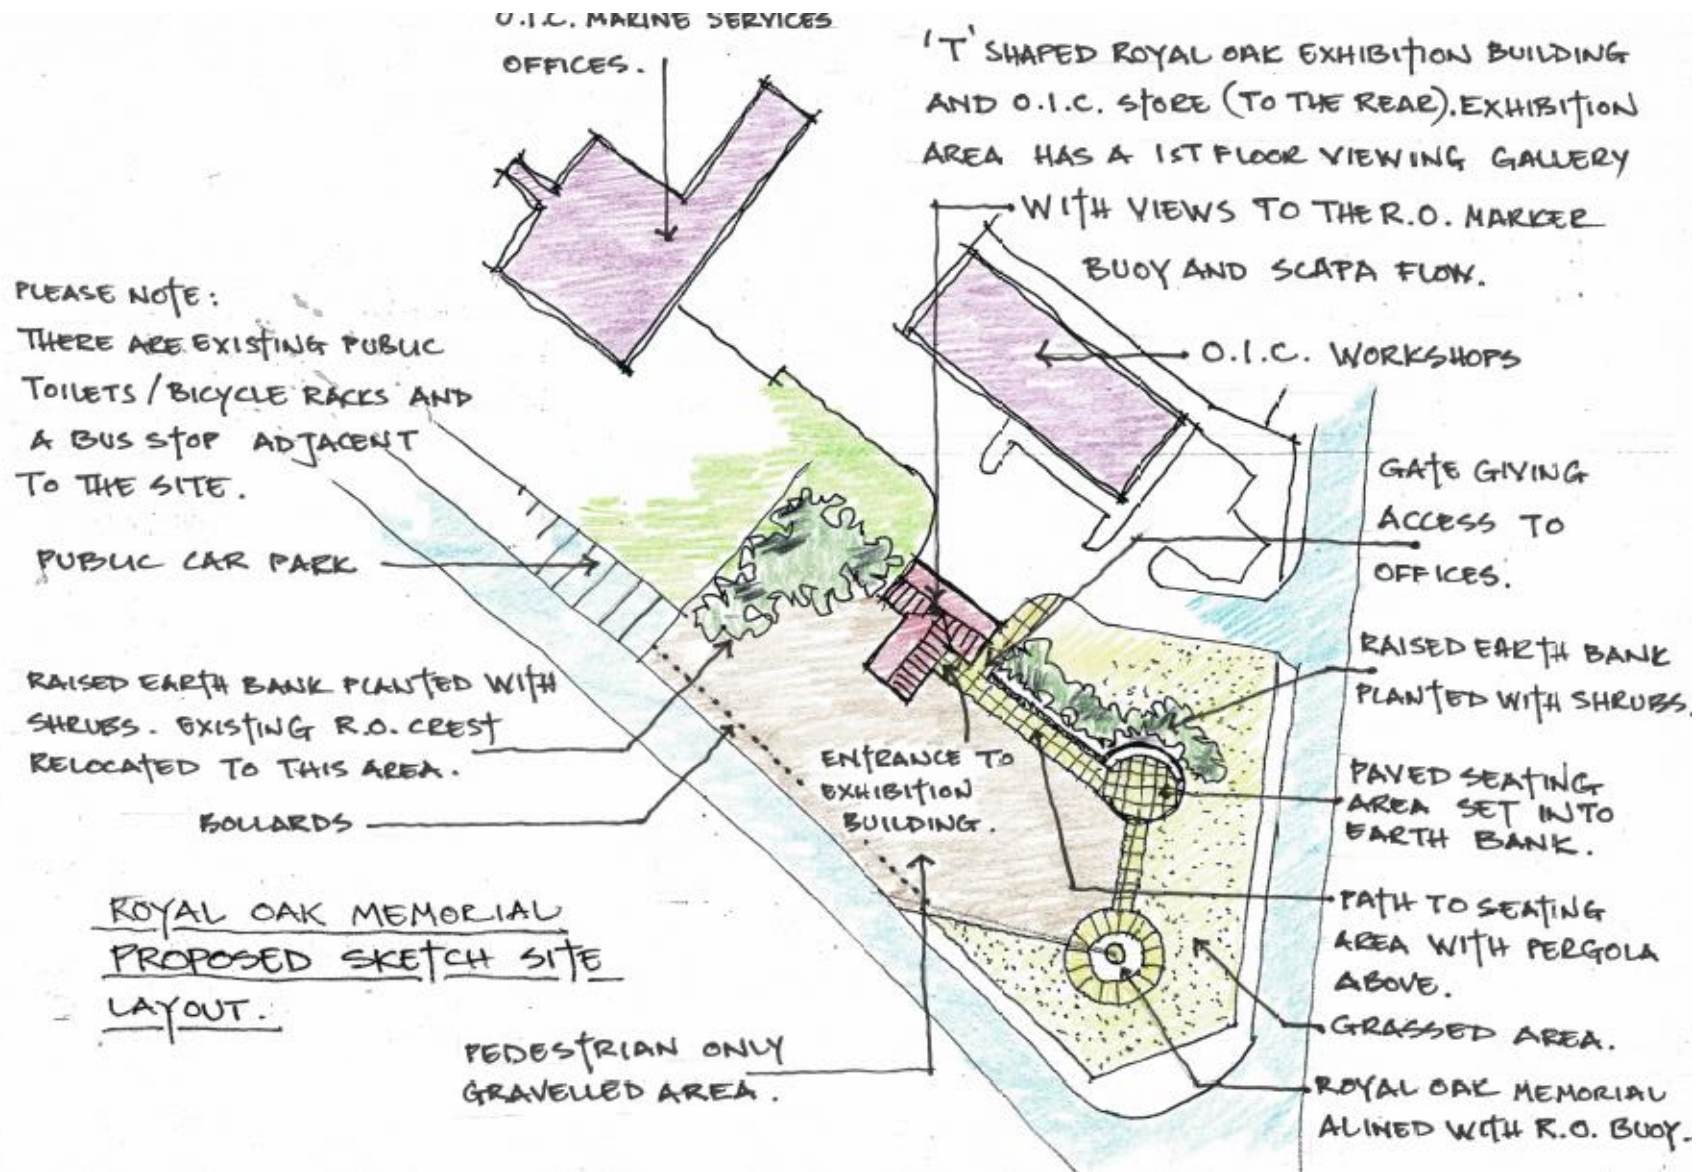 O.I.C. MARINE SERVICES
OFFICES.
'T' SHAPED ROYAL OAK EXHIBITION BUILDING
AND O.I.C. STORE (TO THE REAR). EXHIBITION
AREA HAS A 1ST FLOOR VIEWING GALLERY
WITH VIEWS TO THE R.O. MARKER
BUOY AND SCAPA FLOW.
PLEASE NOTE:
THERE ARE EXISTING PUBLIC
TOILETS / BICYCLE RACKS AND
A BUS STOP ADJACENT
TO THE SITE.
O.I.C. WORKSHOPS
GATE GIVING
ACCESS TO
OFFICES.
PUBLIC CAR PARK
RAISED EARTH BANK
PLANTED WITH SHRUBS.
RAISED EARTH BANK PLANTED WITH
SHRUBS. EXISTING R.O. CREST
RELOCATED TO THIS AREA.
ENTRANCE TO
EXHIBITION
BUILDING.
PAVED SEATING
AREA SET INTO
EARTH BANK.
BOLLARDS
PATH TO SEATING
AREA WITH PERGOLA
ABOVE.
ROYAL OAK MEMORIAL
PROPOSED SKETCH SITE
LAYOUT.
GRASSED AREA.
PEDESTRIAN ONLY
GRAVELLED AREA.
ROYAL OAK MEMORIAL
ALINED WITH R.O. BUOY.